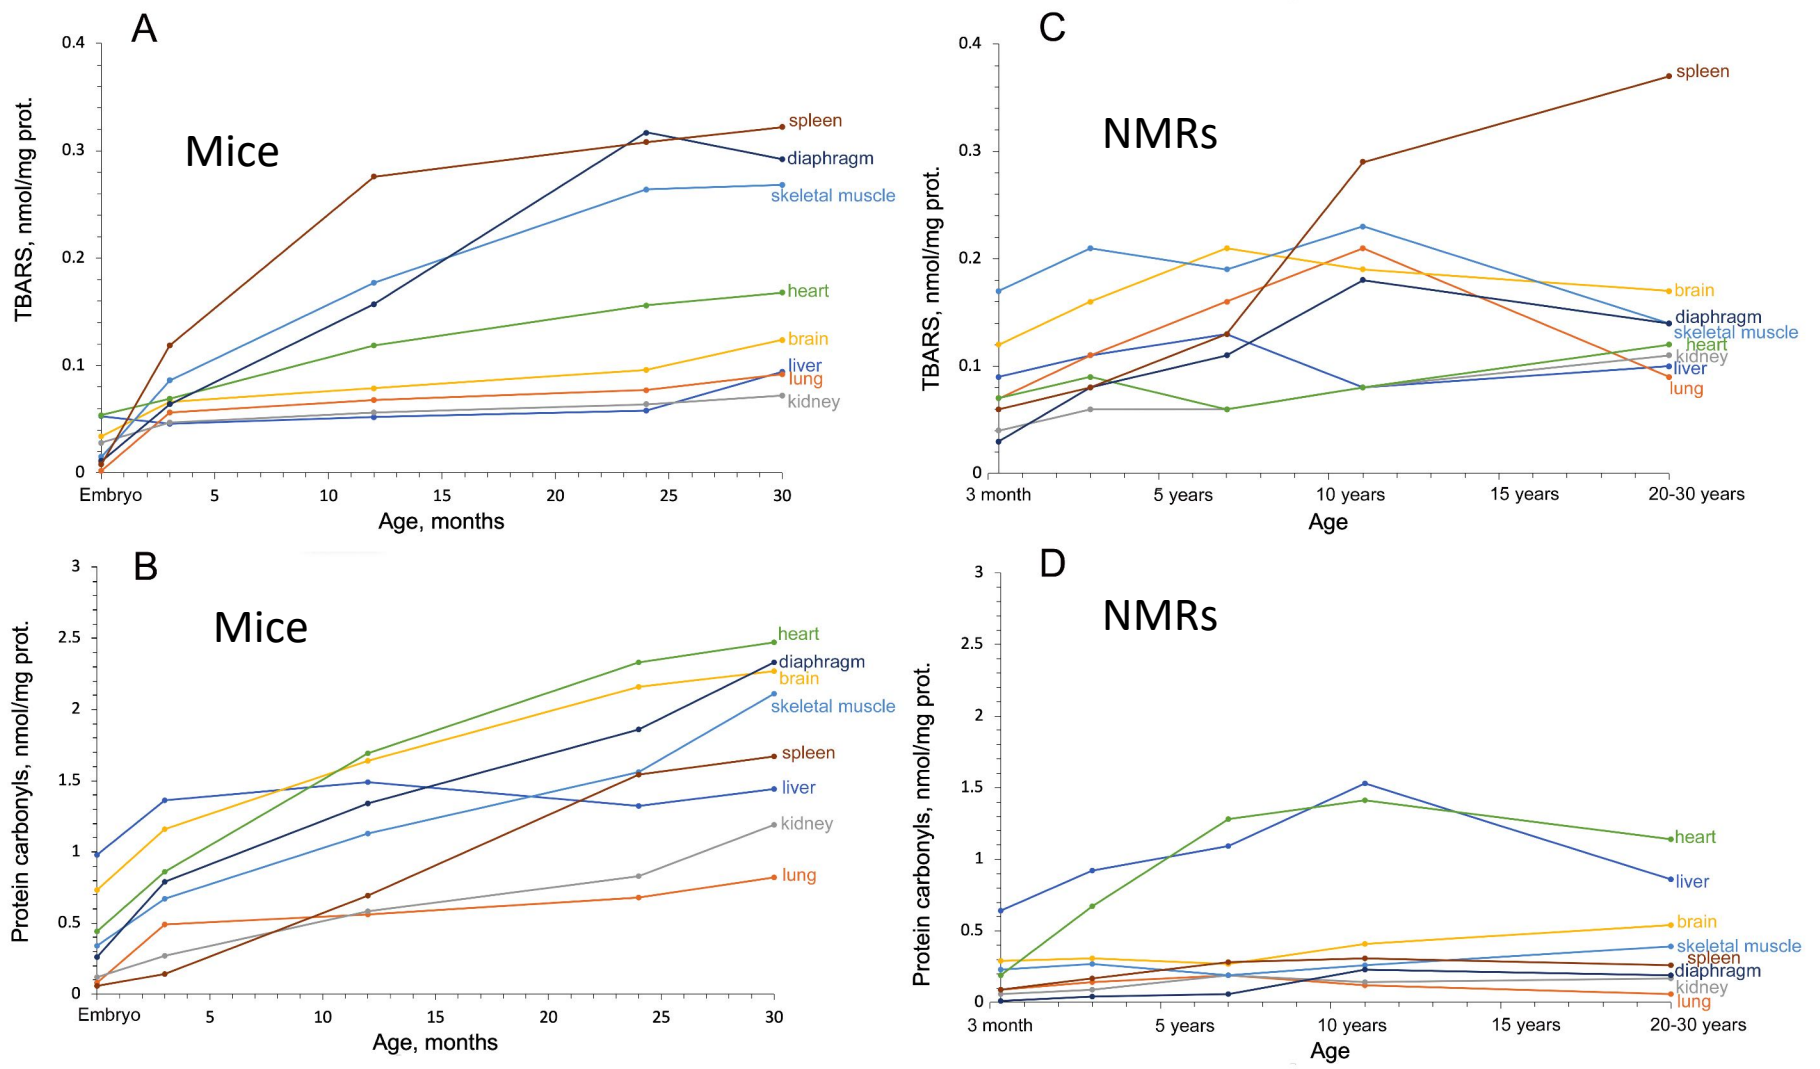 A
TBARS, nmol/mg prot.
0.4
0.3
0.2
0.1
0
Mice
spleen
diaphragm
skeletal muscle
heart
brain
liver
lung
kidney
Embryo 5 10 15 20 25 30
Age, months
C
TBARS, nmol/mg prot.
0.4
0.3
0.2
0.1
0
NMRs
spleen
brain
diaphragm
skeletal muscle
heart
kidney
liver
lung
3 month 5 years 10 years 15 years 20-30 years
Age
B
Protein carbonyls, nmol/mg prot.
3
2.5
2
1.5
1
0.5
0
Mice
heart
diaphragm
brain
skeletal muscle
spleen
liver
kidney
lung
Embryo 5 10 15 20 25 30
Age, months
D
Protein carbonyls, nmol/mg prot.
3
2.5
2
1.5
1
0.5
0
NMRs
heart
liver
brain
skeletal muscle
spleen
diaphragm
kidney
lung
3 month 5 years 10 years 15 years 20-30 years
Age